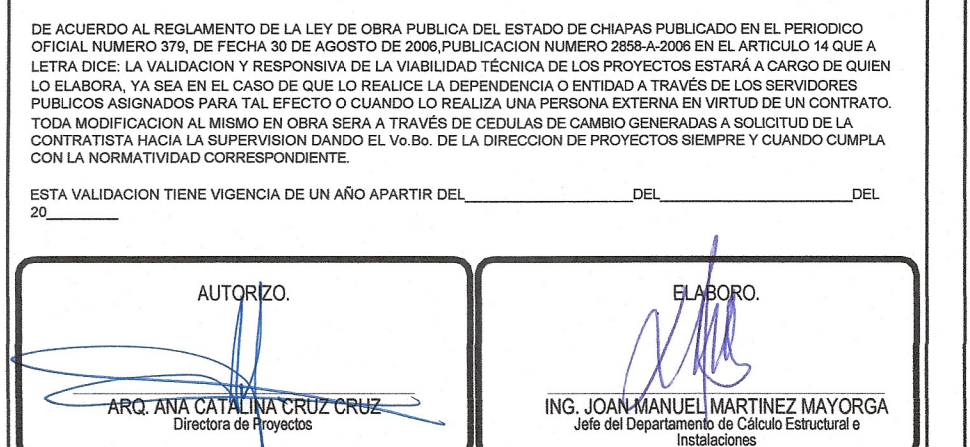 DE ACUERDO AL REGLAMENTO DE LA LEY DE OBRA PUBLICA DEL ESTADO DE CHIAPAS PUBLICADO EN EL PERIODICO
OFICIAL NUMERO 379, DE FECHA 30 DE AGOSTO DE 2006,PUBLICACION NUMERO 2858-A-2006 EN EL ARTICULO 14 QUE A
LETRA DICE: LA VALIDACION Y RESPONSIVA DE LA VIABILIDAD TÉCNICA DE LOS PROYECTOS ESTARÁ A CARGO DE QUIEN
LO ELABORA, YA SEA EN EL CASO DE QUE LO REALICE LA DEPENDENCIA O ENTIDAD A TRAVÉS DE LOS SERVIDORES
PUBLICOS ASIGNADOS PARA TAL EFECTO O CUANDO LO REALIZA UNA PERSONA EXTERNA EN VIRTUD DE UN CONTRATO.
TODA MODIFICACION AL MISMO EN OBRA SERA A TRAVÉS DE CEDULAS DE CAMBIO GENERADAS A SOLICITUD DE LA
CONTRATISTA HACIA LA SUPERVISION DANDO EL Vo.Bo. DE LA DIRECCION DE PROYECTOS SIEMPRE Y CUANDO CUMPLA
CON LA NORMATIVIDAD CORRESPONDIENTE.
ESTA VALIDACION TIENE VIGENCIA DE UN AÑO APARTIR DEL____________________DEL____________________DEL
20_________
AUTORIZO.
ARQ. ANA CATALINA CRUZ CRUZ
Directora de Proyectos
ELABORO.
ING. JOAN MANUEL MARTINEZ MAYORGA
Jefe del Departamento de Cálculo Estructural e
Instalaciones